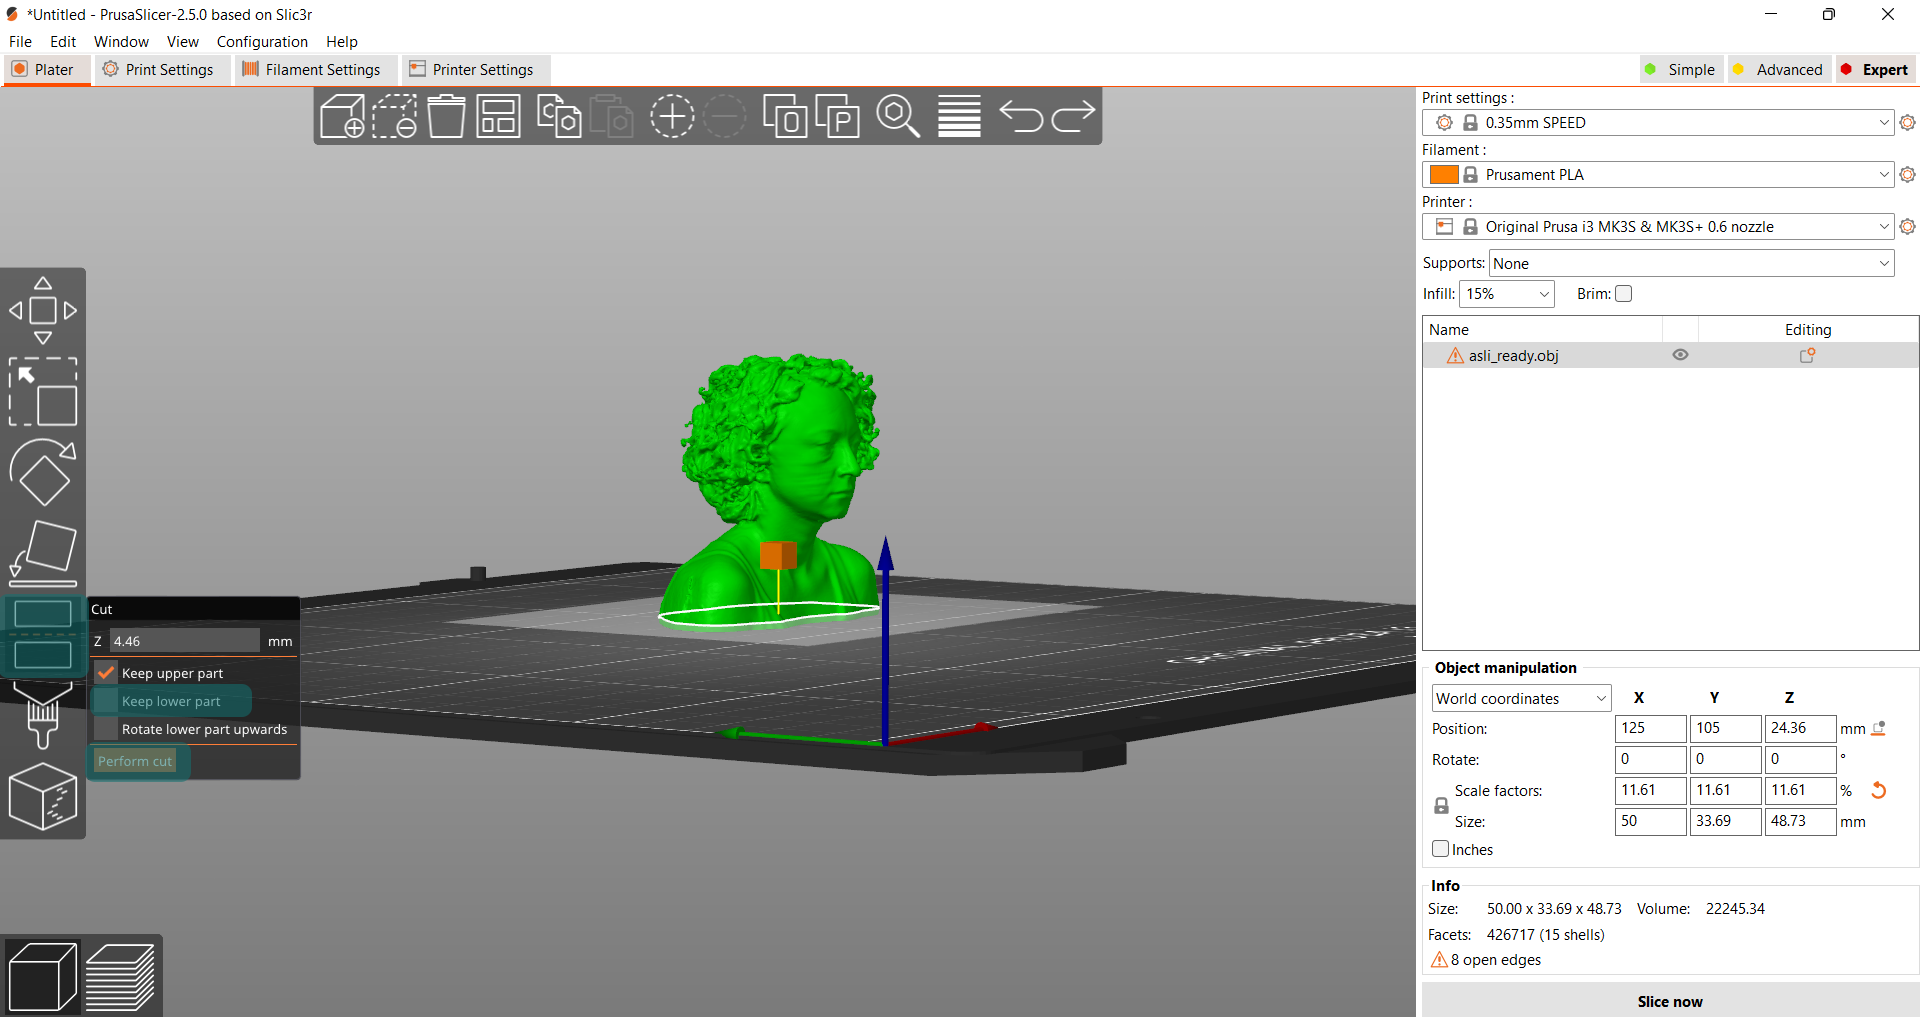 *Untitled - PrusaSlicer-2.5.0 based on Slic3r
File Edit Window View Configuration Help
Plater Print Settings Filament Settings Printer Settings Simple Advanced Expert
Print settings :
0.35mm SPEED
Filament :
Prusament PLA
Printer :
Original Prusa i3 MK3S & MK3S+ 0.6 nozzle
Supports: None
Infill: 15% Brim:
Name Editing
asli_ready.obj
Cut
Z 4.46 mm
Keep upper part
Keep lower part
Rotate lower part upwards
Perform cut
Object manipulation
World coordinates X Y Z
Position: 125 105 24.36 mm
Rotate: 0 0 0 °
Scale factors: 11.61 11.61 11.61 %
Size: 50 33.69 48.73 mm
Inches
Info
Size: 50.00 x 33.69 x 48.73 Volume: 22245.34
Facets: 426717 (15 shells)
8 open edges
Slice now